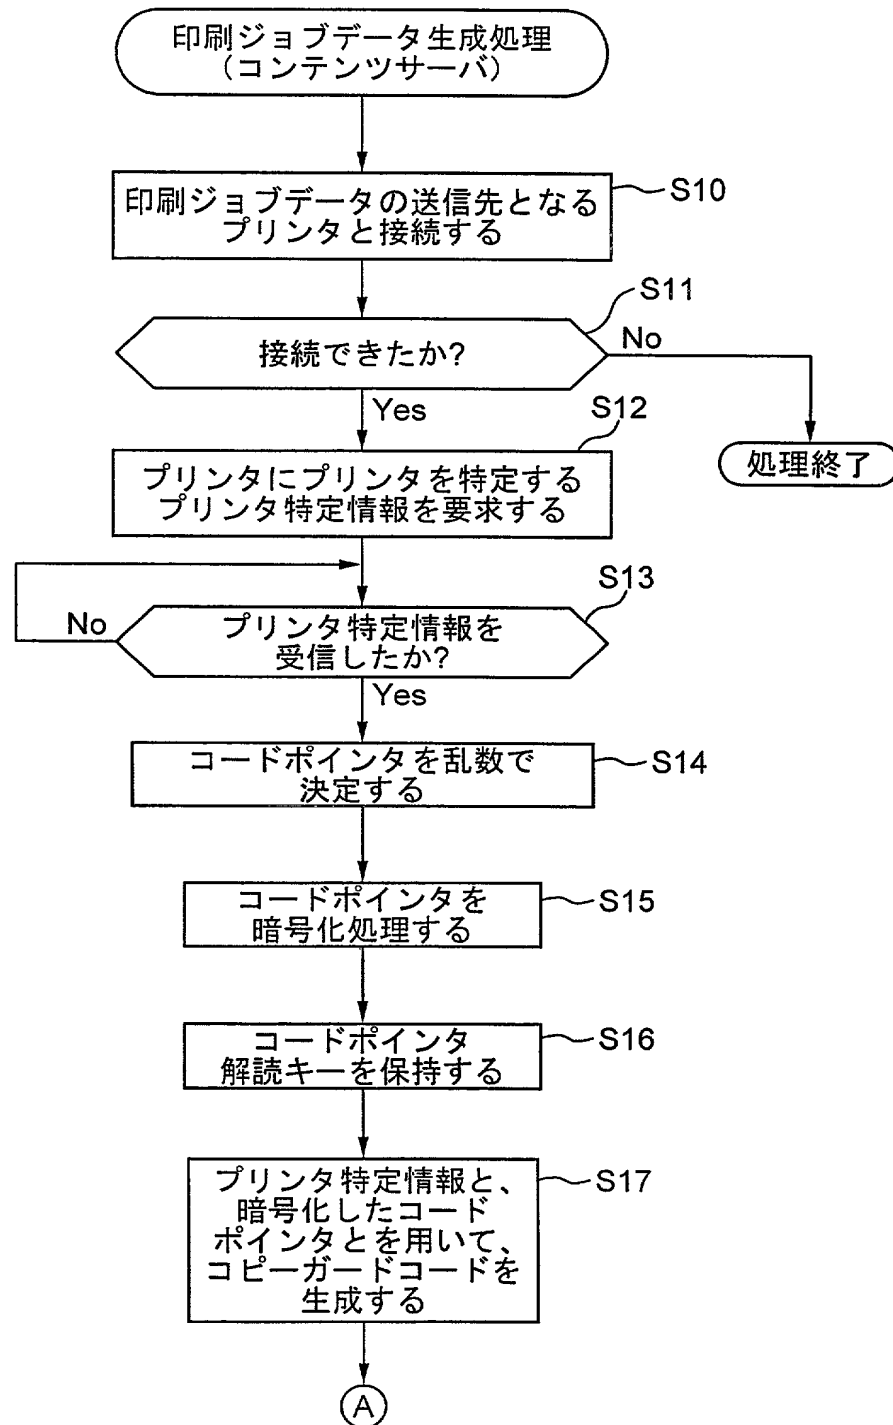 印刷ジョブデータ生成処理
（コンテンツサーバ）
S10
印刷ジョブデータの送信先となる
プリンタと接続する
S11
接続できたか?
No
Yes
処理終了
S12
プリンタにプリンタを特定する
プリンタ特定情報を要求する
S13
プリンタ特定情報を
受信したか?
No
Yes
コードポインタを乱数で
決定する
S14
コードポインタを
暗号化処理する
S15
コードポインタ
解読キーを保持する
S16
プリンタ特定情報と、
暗号化したコード
ポインタとを用いて、
コピーガードコードを
生成する
S17
A